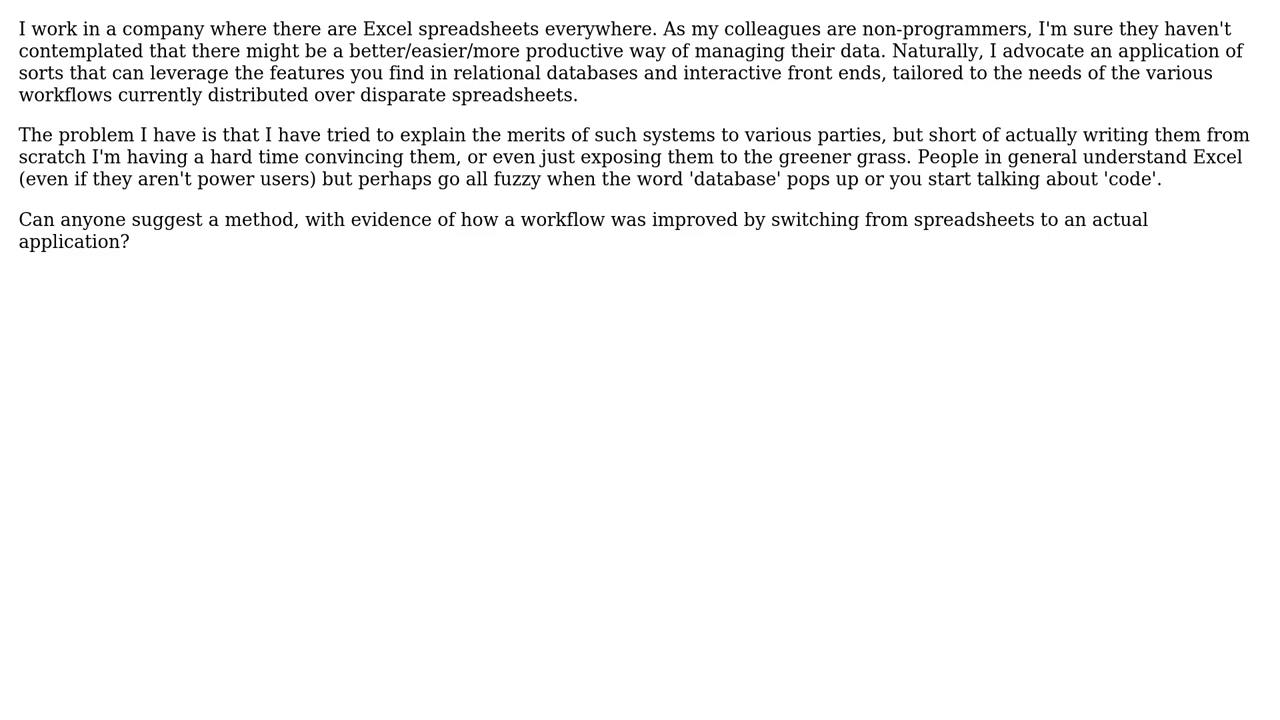 I work in a company where there are Excel spreadsheets everywhere. As my colleagues are non-programmers, I'm sure they haven't
contemplated that there might be a better/easier/more productive way of managing their data. Naturally, I advocate an application of
sorts that can leverage the features you find in relational databases and interactive front ends, tailored to the needs of the various
workflows currently distributed over disparate spreadsheets.
The problem I have is that I have tried to explain the merits of such systems to various parties, but short of actually writing them from
scratch I'm having a hard time convincing them, or even just exposing them to the greener grass. People in general understand Excel
(even if they aren't power users) but perhaps go all fuzzy when the word 'database' pops up or you start talking about 'code'.
Can anyone suggest a method, with evidence of how a workflow was improved by switching from spreadsheets to an actual
application?